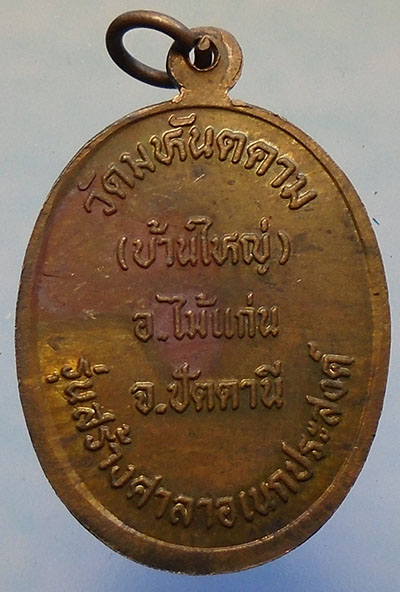 วัดมหันตคาม
(บ้านใหญ่)
อ.ไม้แก่น
จ.ปัตตานี
รุ่นสร้างศาลาอเนกประสงค์